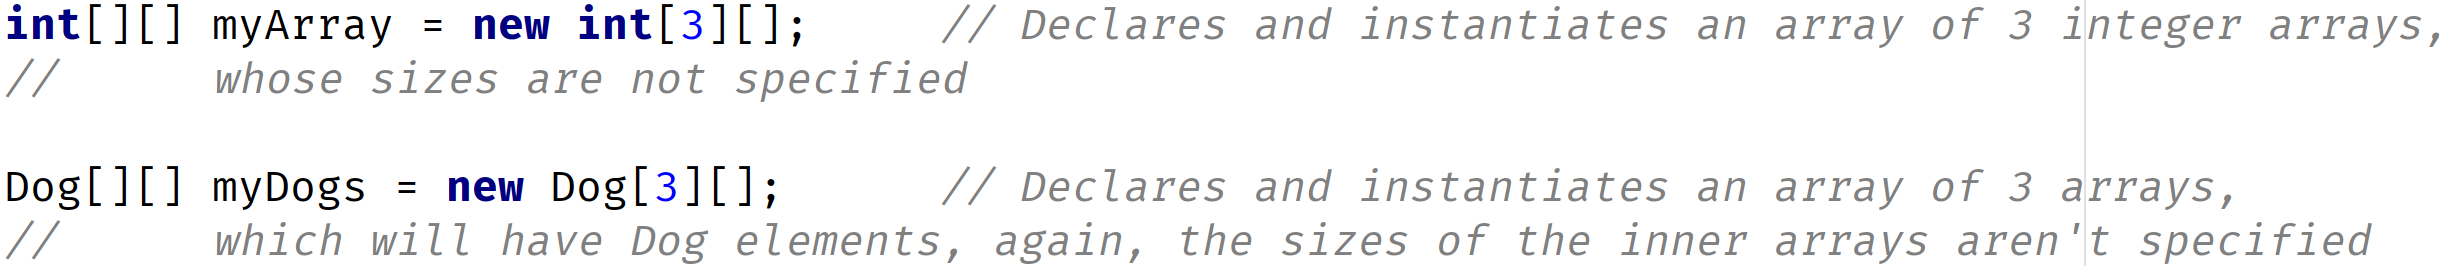 int[][] myArray = new int[3][];     // Declares and instantiates an array of 3 integer arrays,
//      whose sizes are not specified
Dog[][] myDogs = new Dog[3][];      // Declares and instantiates an array of 3 arrays,
//      which will have Dog elements, again, the sizes of the inner arrays aren't specified